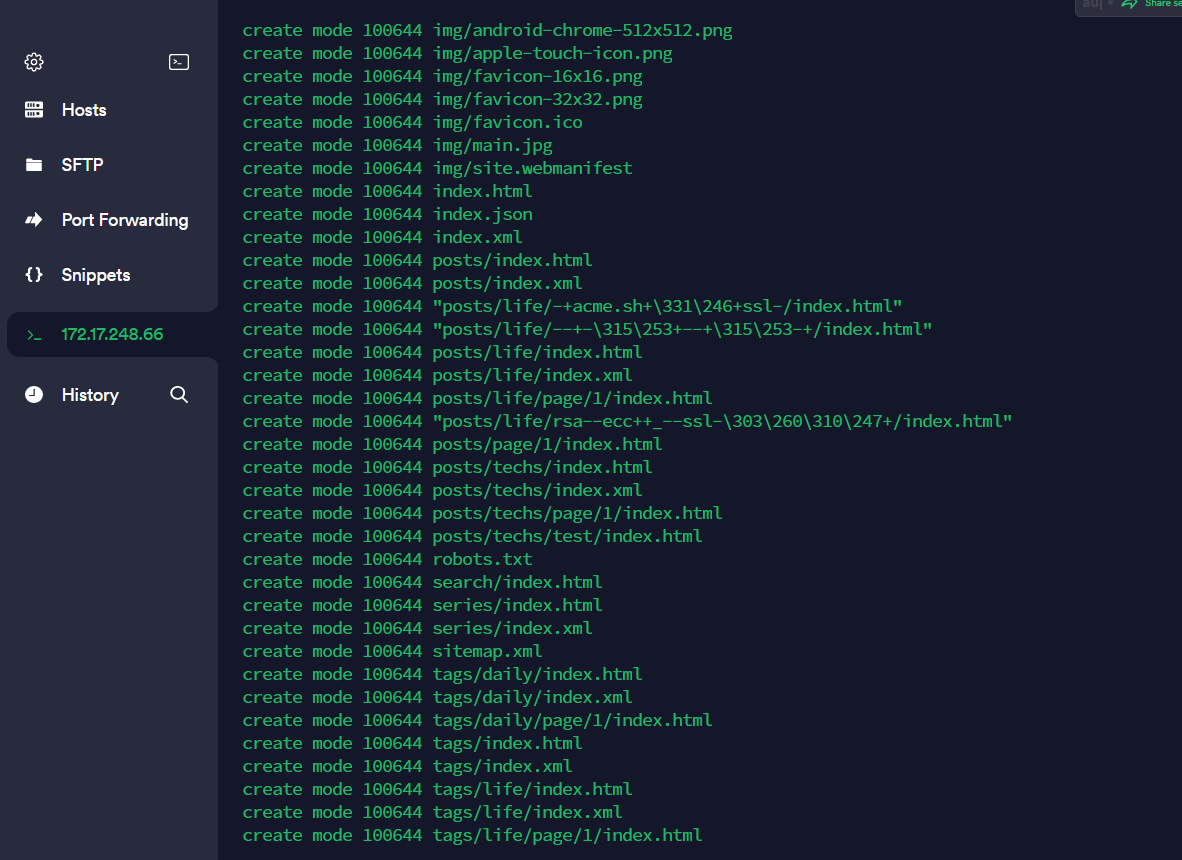 Share se
Hosts
SFTP
Port Forwarding
Snippets
172.17.248.66
History
create mode 100644 img/android-chrome-512x512.png
create mode 100644 img/apple-touch-icon.png
create mode 100644 img/favicon-16x16.png
create mode 100644 img/favicon-32x32.png
create mode 100644 img/favicon.ico
create mode 100644 img/main.jpg
create mode 100644 img/site.webmanifest
create mode 100644 index.html
create mode 100644 index.json
create mode 100644 index.xml
create mode 100644 posts/index.html
create mode 100644 posts/index.xml
create mode 100644 "posts/life/-+acme.sh+\331\246+ssl-/index.html"
create mode 100644 "posts/life/--+-\315\253+--+\315\253-+/index.html"
create mode 100644 posts/life/index.html
create mode 100644 posts/life/index.xml
create mode 100644 posts/life/page/1/index.html
create mode 100644 "posts/life/rsa--ecc++_--ssl-\303\260\310\247+/index.html"
create mode 100644 posts/page/1/index.html
create mode 100644 posts/techs/index.html
create mode 100644 posts/techs/index.xml
create mode 100644 posts/techs/page/1/index.html
create mode 100644 posts/techs/test/index.html
create mode 100644 robots.txt
create mode 100644 search/index.html
create mode 100644 series/index.html
create mode 100644 series/index.xml
create mode 100644 sitemap.xml
create mode 100644 tags/daily/index.html
create mode 100644 tags/daily/index.xml
create mode 100644 tags/daily/page/1/index.html
create mode 100644 tags/index.html
create mode 100644 tags/index.xml
create mode 100644 tags/life/index.html
create mode 100644 tags/life/index.xml
create mode 100644 tags/life/page/1/index.html